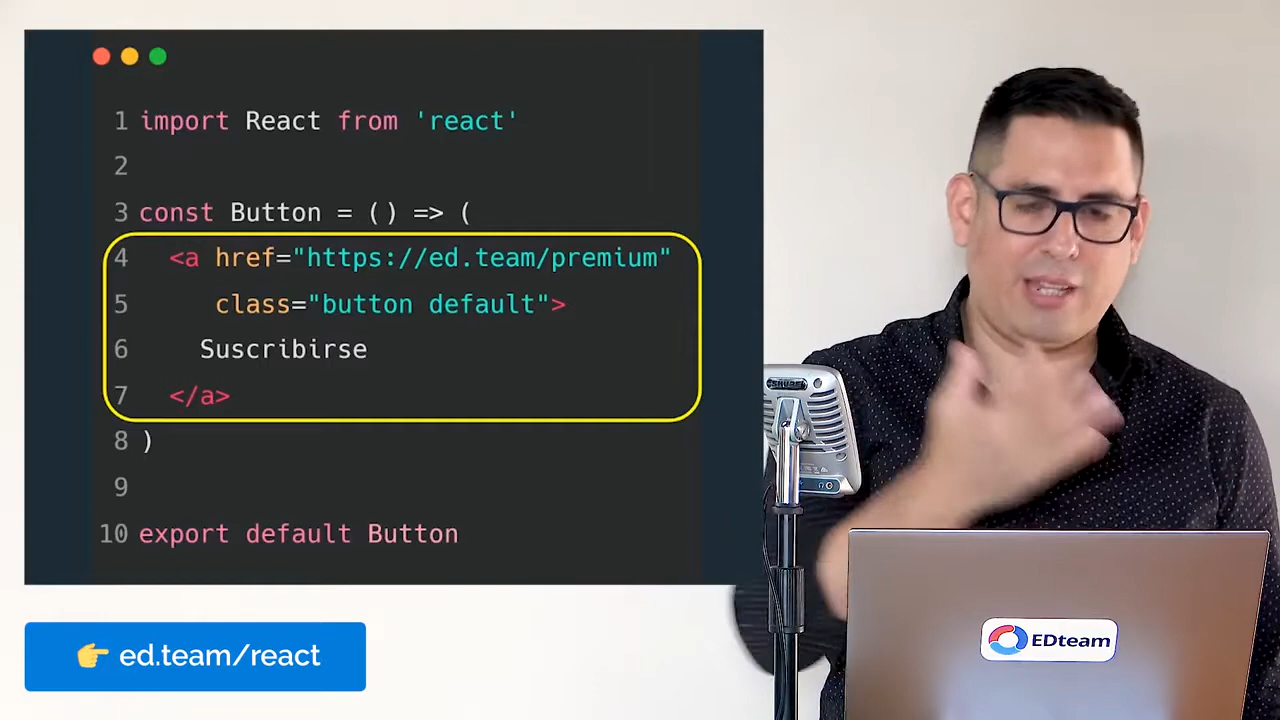 1 import React from 'react'
2
3 const Button = () => (
4 <a href="https://ed.team/premium"
5 class="button default">
6 Suscribirse
7 </a>
8 )
9
10 export default Button
👉 ed.team/react
SHURE
EDteam